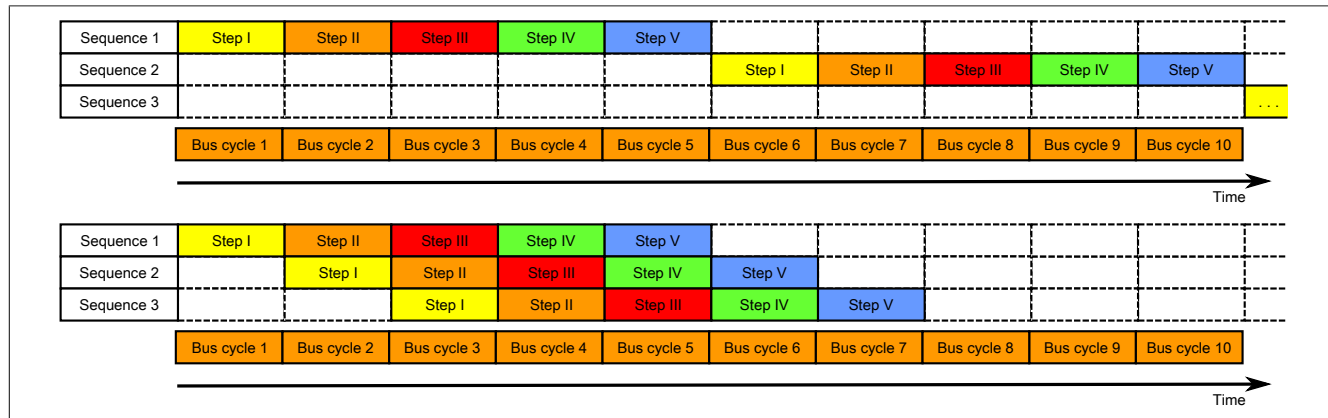 Sequence 1 Step I Step II Step III Step IV Step V
Sequence 2 Step I Step II Step III Step IV Step V
Sequence 3 . . .
Bus cycle 1 Bus cycle 2 Bus cycle 3 Bus cycle 4 Bus cycle 5 Bus cycle 6 Bus cycle 7 Bus cycle 8 Bus cycle 9 Bus cycle 10
Time
Sequence 1 Step I Step II Step III Step IV Step V
Sequence 2 Step I Step II Step III Step IV Step V
Sequence 3 Step I Step II Step III Step IV Step V
Bus cycle 1 Bus cycle 2 Bus cycle 3 Bus cycle 4 Bus cycle 5 Bus cycle 6 Bus cycle 7 Bus cycle 8 Bus cycle 9 Bus cycle 10
Time